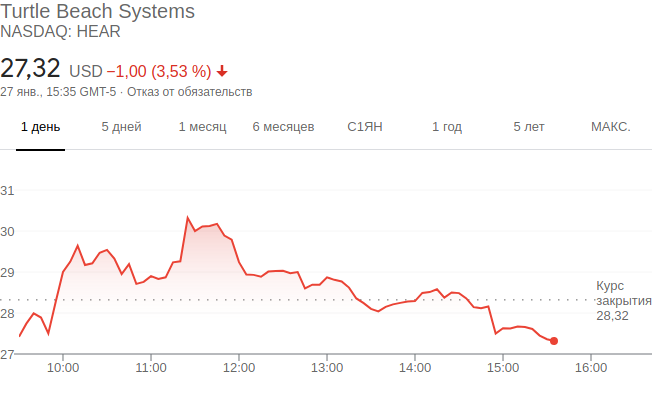 Turtle Beach Systems
NASDAQ: HEAR
27,32 USD −1,00 (3,53 %) ↓
27 янв., 15:35 GMT-5 · Отказ от обязательств
1 день 5 дней 1 месяц 6 месяцев С1ЯН 1 год 5 лет МАКС.
31
30
29
Курс
закрытия
28 28,32
27
10:00 11:00 12:00 13:00 14:00 15:00 16:00